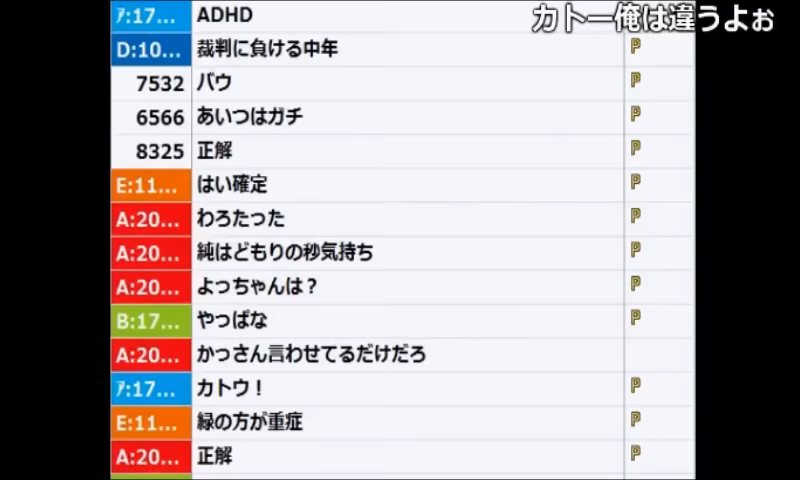 カトー俺は違うよぉ
ｱ:17... ADHD
D:10... 裁判に負ける中年 P
7532 バウ P
6566 あいつはガチ P
8325 正解 P
E:11... はい確定 P
A:20... わろたった P
A:20... 純はどもりの秒気持ち P
A:20... よっちゃんは？ P
B:17... やっぱな P
A:20... かっさん言わせてるだけだろ
ｱ:17... カトウ！ P
E:11... 緑の方が重症 P
A:20... 正解 P